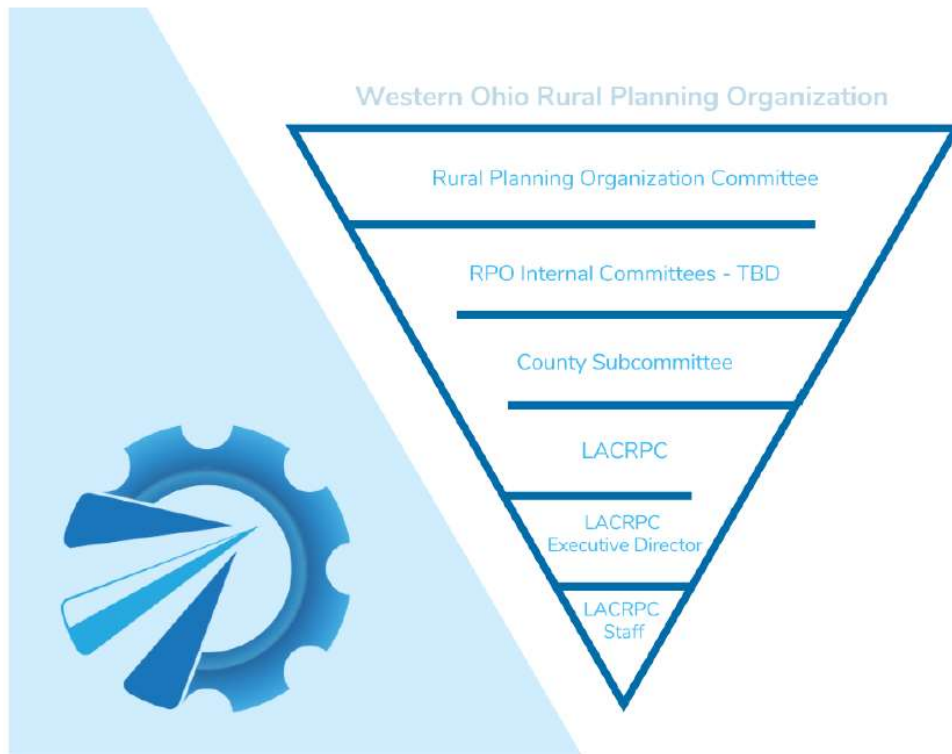 Western Ohio Rural Planning Organization
Rural Planning Organization Committee
RPO Internal Committees - TBD
County Subcommittee
LACRPC
LACRPC
Executive Director
LACRPC
Staff